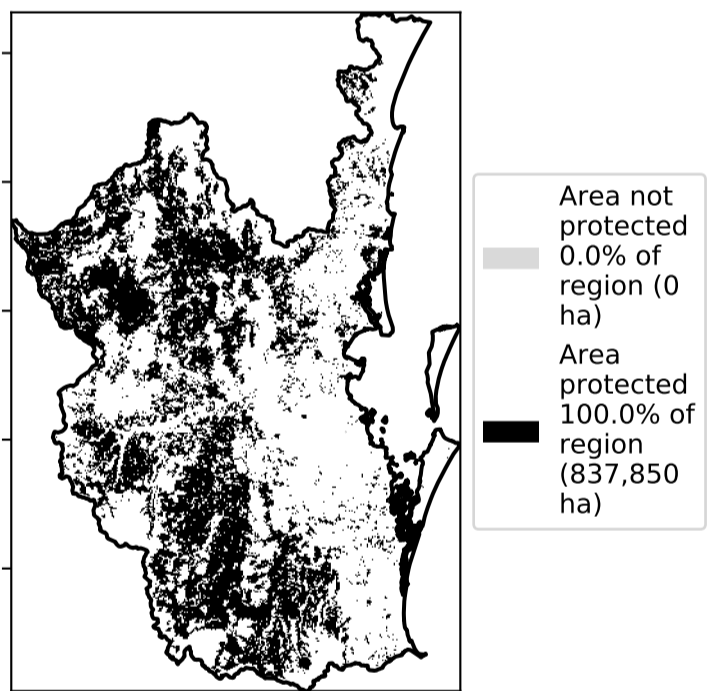 Area not
protected
0.0% of
region (0
ha)
Area
protected
100.0% of
region
(837,850
ha)